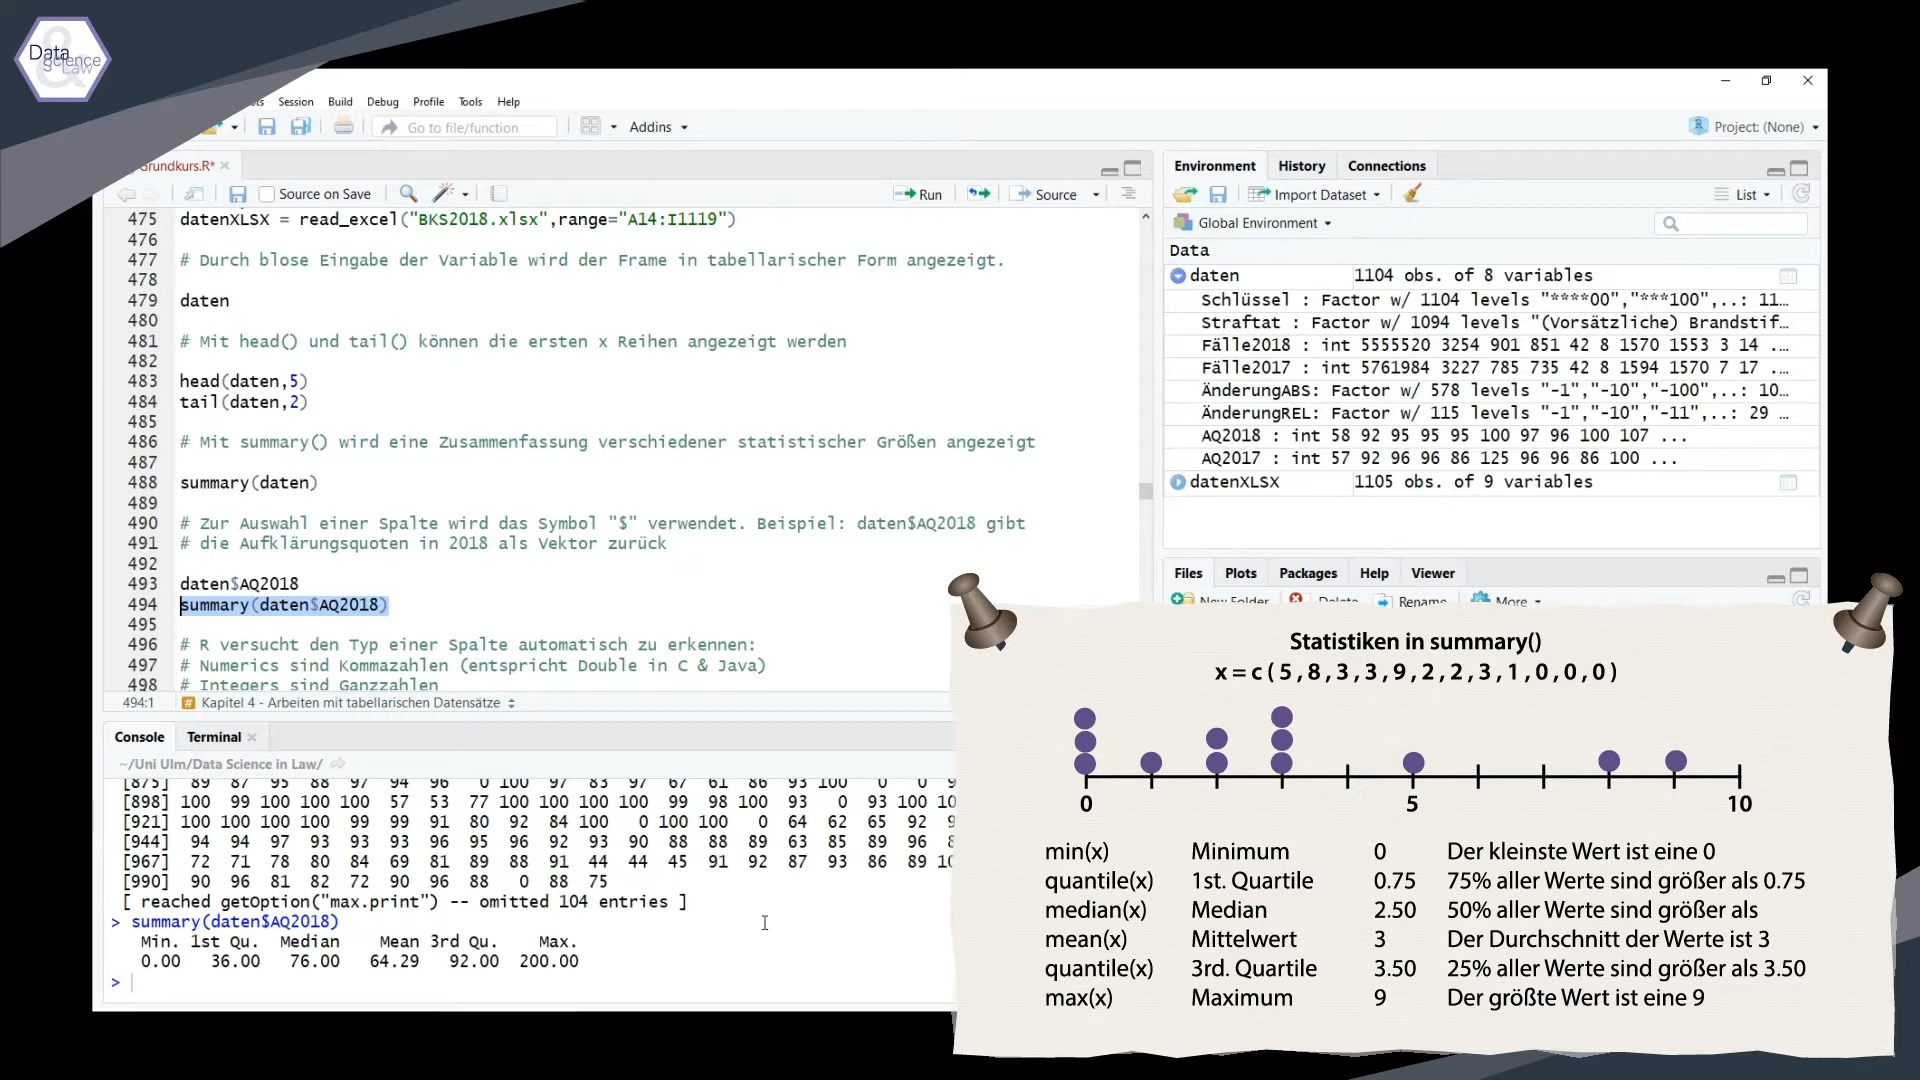 Data
&
Science
Law
Session Build Debug Profile Tools Help
Go to file/function
Addins
Project: (None)
Grundkurs.R*
Source on Save
Run
Source
475 datenXLSX = read_excel("BKS2018.xlsx",range="A14:I1119")
476
477 # Durch blose Eingabe der Variable wird der Frame in tabellarischer Form angezeigt.
478
479 daten
480
481 # Mit head() und tail() können die ersten x Reihen angezeigt werden
482
483 head(daten,5)
484 tail(daten,2)
485
486 # Mit summary() wird eine Zusammenfassung verschiedener statistischer Größen angezeigt
487
488 summary(daten)
489
490 # Zur Auswahl einer Spalte wird das Symbol "$" verwendet. Beispiel: daten$AQ2018 gibt
491 # die Aufklärungsquoten in 2018 als Vektor zurück
492
493 daten$AQ2018
494 summary(daten$AQ2018)
495
496 # R versucht den Typ einer Spalte automatisch zu erkennen:
497 # Numerics sind Kommazahlen (entspricht Double in C & Java)
498 # Integers sind Ganzzahlen
494:1 # Kapitel 4 - Arbeiten mit tabellarischen Datensätze
Console Terminal
~/Uni Ulm/Data Science in Law/
[875] 89 87 95 88 97 94 96 0 100 97 83 97 67 61 86 93 100 0 0
[898] 100 99 100 100 100 57 53 77 100 100 100 100 99 98 100 93 0 93 100
[921] 100 100 100 100 99 99 91 80 92 84 100 0 100 100 0 64 62 65 92
[944] 94 94 97 93 93 93 96 95 96 92 93 90 88 88 89 63 85 89 96
[967] 72 71 78 80 84 69 81 89 88 91 44 44 45 91 92 87 93 86 89
[990] 90 96 81 82 72 90 96 88 0 88 75
[ reached getOption("max.print") -- omitted 104 entries ]
> summary(daten$AQ2018)
Min. 1st Qu. Median Mean 3rd Qu. Max.
0.00 36.00 76.00 64.29 92.00 200.00
>
Environment History Connections
Import Dataset
List
Global Environment
Data
daten 1104 obs. of 8 variables
Schlüssel : Factor w/ 1104 levels "****00","***100",..: 11…
Straftat : Factor w/ 1094 levels "(Vorsätzliche) Brandstif…
Fälle2018 : int 5555520 3254 901 851 42 8 1570 1553 3 14 .…
Fälle2017 : int 5761984 3227 785 735 42 8 1594 1570 7 17 .…
ÄnderungABS: Factor w/ 578 levels "-1","-10","-100",..: 10…
ÄnderungREL: Factor w/ 115 levels "-1","-10","-11",..: 29 …
AQ2018 : int 58 92 95 95 95 100 97 96 100 107 ...
AQ2017 : int 57 92 96 96 86 125 96 96 86 100 ...
datenXLSX 1105 obs. of 9 variables
Files Plots Packages Help Viewer
New Folder Delete Rename More
Statistiken in summary()
x = c ( 5 , 8 , 3 , 3 , 9 , 2 , 2 , 3 , 1 , 0 , 0 , 0 )
0 5 10
min(x) Minimum 0 Der kleinste Wert ist eine 0
quantile(x) 1st. Quartile 0.75 75% aller Werte sind größer als 0.75
median(x) Median 2.50 50% aller Werte sind größer als
mean(x) Mittelwert 3 Der Durchschnitt der Werte ist 3
quantile(x) 3rd. Quartile 3.50 25% aller Werte sind größer als 3.50
max(x) Maximum 9 Der größte Wert ist eine 9